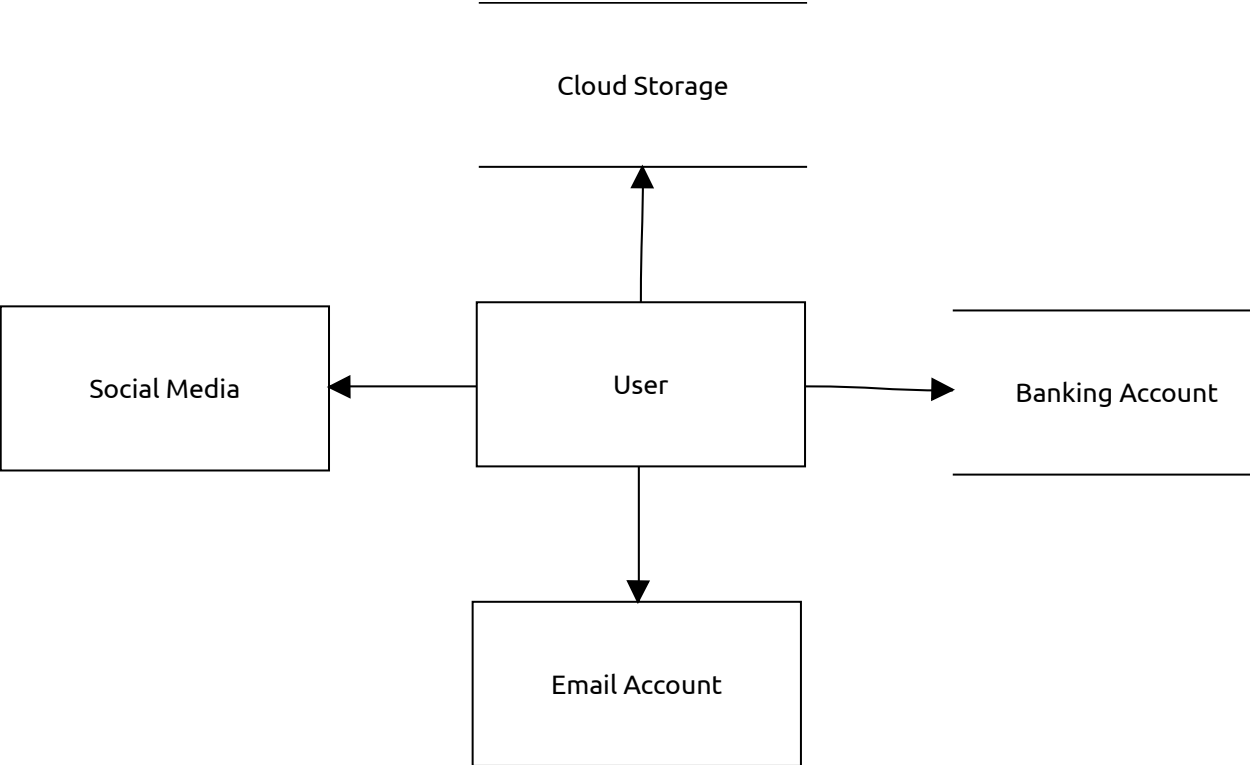 Cloud Storage
Social Media
User
Banking Account
Email Account